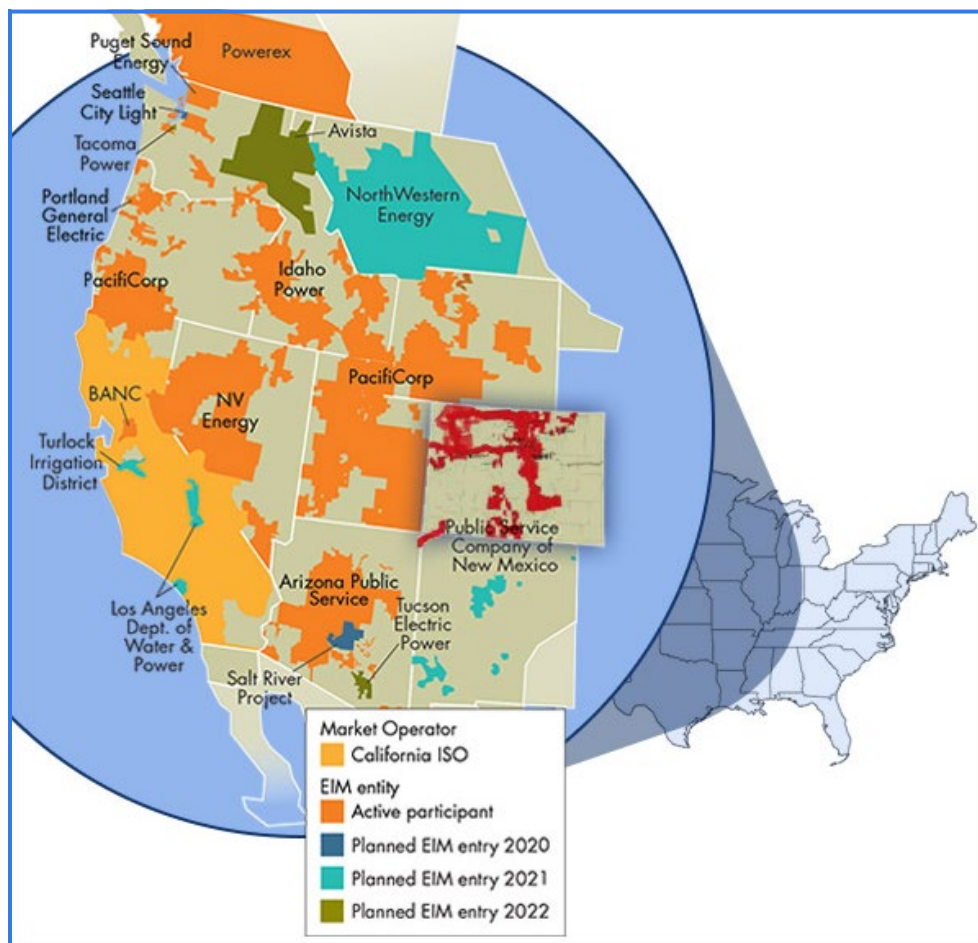 Powerex
Puget Sound
Energy
Seattle
City Light
Tacoma
Power
Avista
NorthWestern
Energy
Portland
General
Electric
PacifiCorp
Idaho
Power
PacifiCorp
BANC
NV
Energy
Turlock
Irrigation
District
Public Service
Company of
New Mexico
Arizona Public
Service
Tucson
Electric
Power
Los Angeles
Dept. of
Water &
Power
Salt River
Project
Market Operator
California ISO
EIM entity
Active participant
Planned EIM entry 2020
Planned EIM entry 2021
Planned EIM entry 2022